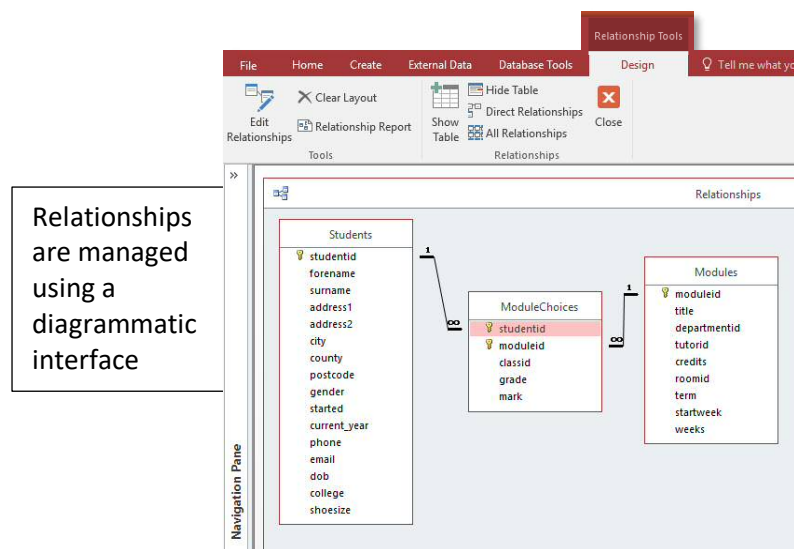 Relationship Tools
File Home Create External Data Database Tools Design Tell me what yo
Edit
Relationships
Clear Layout
Relationship Report
Tools
Show
Table
Hide Table
Direct Relationships
All Relationships
Close
Relationships
»
Relationships
are managed
using a
diagrammatic
interface
Navigation Pane
Relationships
Students
studentid
forename
surname
address1
address2
city
county
postcode
gender
started
current_year
phone
email
dob
college
shoesize
1
∞
ModuleChoices
studentid
moduleid
classid
grade
mark
1
∞
Modules
moduleid
title
departmentid
tutorid
credits
roomid
term
startweek
weeks